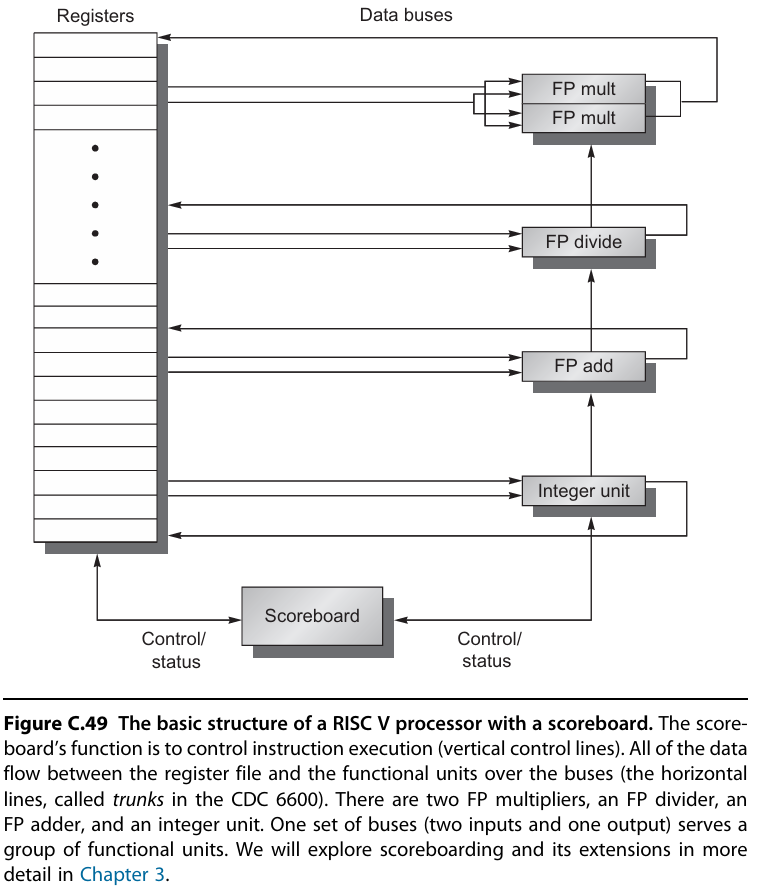 Registers
Data buses
FP mult
FP mult
FP divide
FP add
Integer unit
Scoreboard
Control/
status
Control/
status
Figure C.49 The basic structure of a RISC V processor with a scoreboard. The score-
board’s function is to control instruction execution (vertical control lines). All of the data
flow between the register file and the functional units over the buses (the horizontal
lines, called trunks in the CDC 6600). There are two FP multipliers, an FP divider, an
FP adder, and an integer unit. One set of buses (two inputs and one output) serves a
group of functional units. We will explore scoreboarding and its extensions in more
detail in Chapter 3.